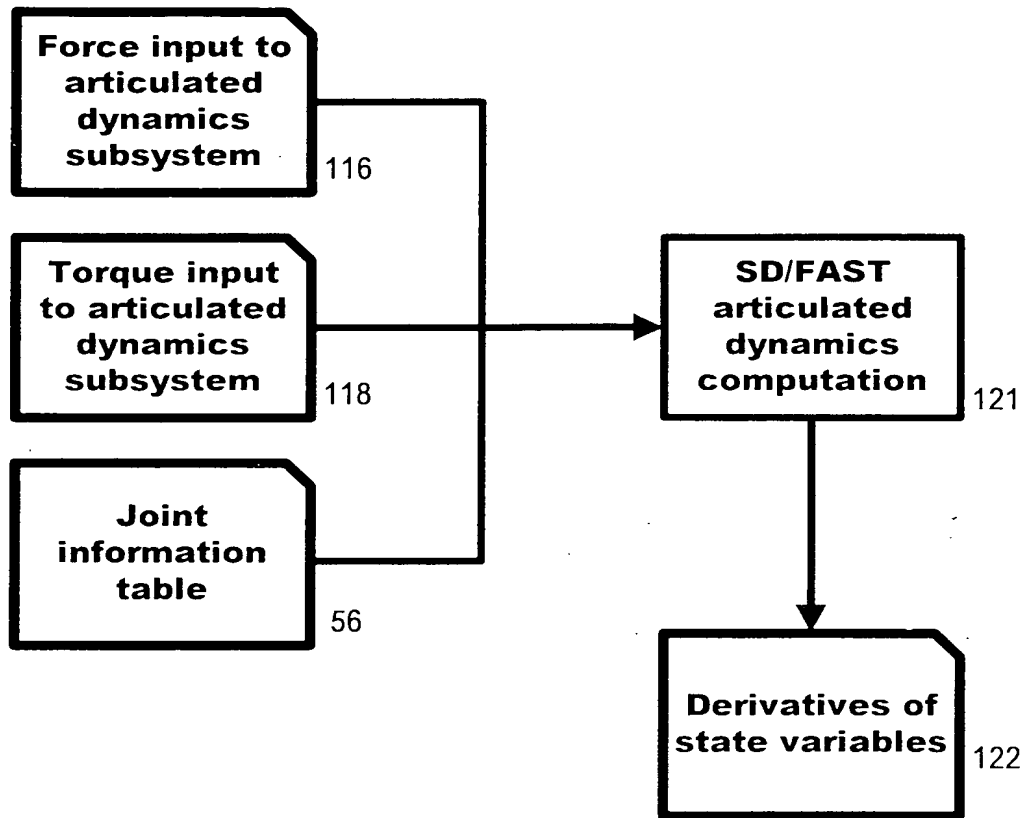 Force input to
articulated
dynamics
subsystem
116
Torque input
to articulated
dynamics
subsystem
118
Joint
information
table
56
SD/FAST
articulated
dynamics
computation
121
Derivatives of
state variables
122